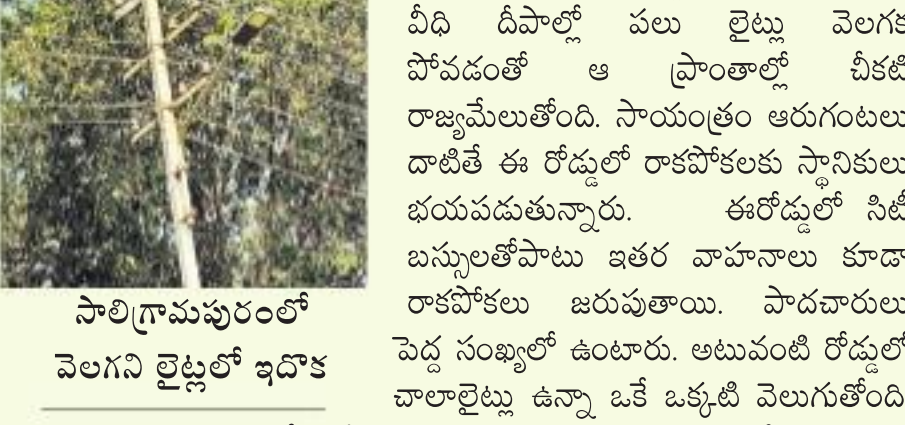 వీధి దీపాల్లో పలు లైట్లు వెలగక
పోవడంతో ఆ ప్రాంతాల్లో చీకటి
రాజ్యమేలుతోంది. సాయంత్రం ఆరుగంటలు
దాటితే ఈ రోడ్డులో రాకపోకలకు స్థానికులు
భయపడుతున్నారు. ఈరోడ్డులో సిటీ
బస్సులతోపాటు ఇతర వాహనాలు కూడా
రాకపోకలు జరుపుతాయి. పాదచారులు
పెద్ద సంఖ్యలో ఉంటారు. అటువంటి రోడ్డులో
చాలాలైట్లు ఉన్నా ఒకే ఒక్కటి వెలుగుతోంది
సాలిగ్రామపురంలో
వెలగని లైట్లలో ఇదొక